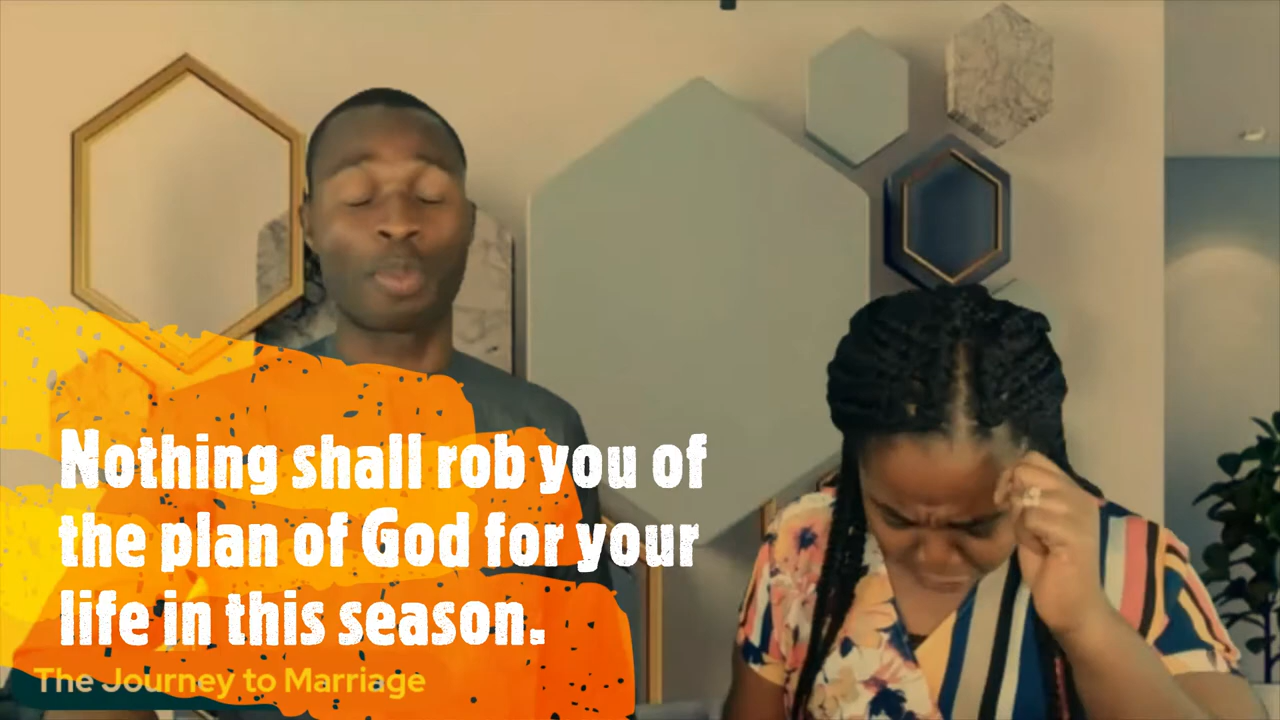 Nothing shall rob you of
the plan of God for your
life in this season.
The Journey to Marriage